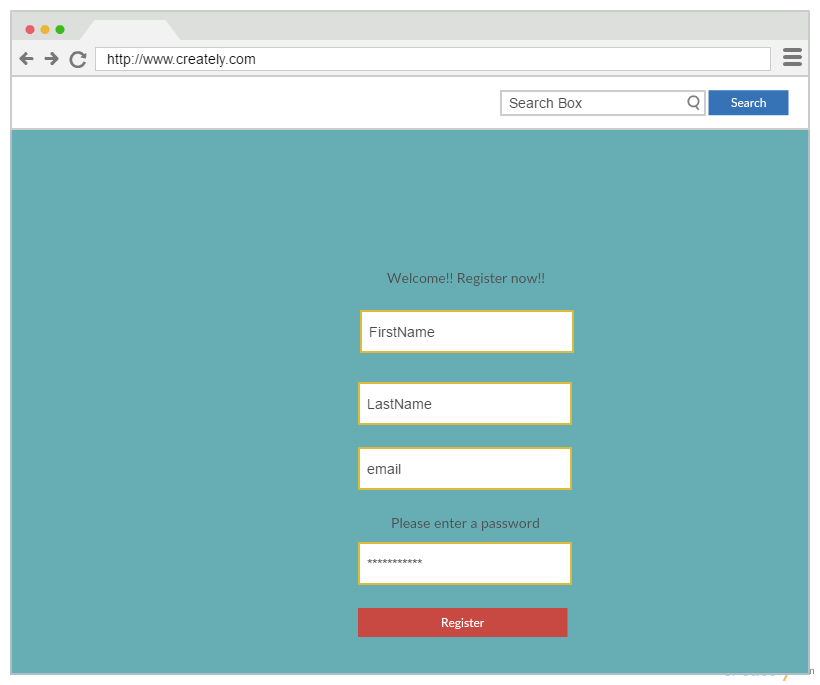 http://www.creately.com
Search Box
Search
Welcome!! Register now!!
FirstName
LastName
email
Please enter a password
***********
Register